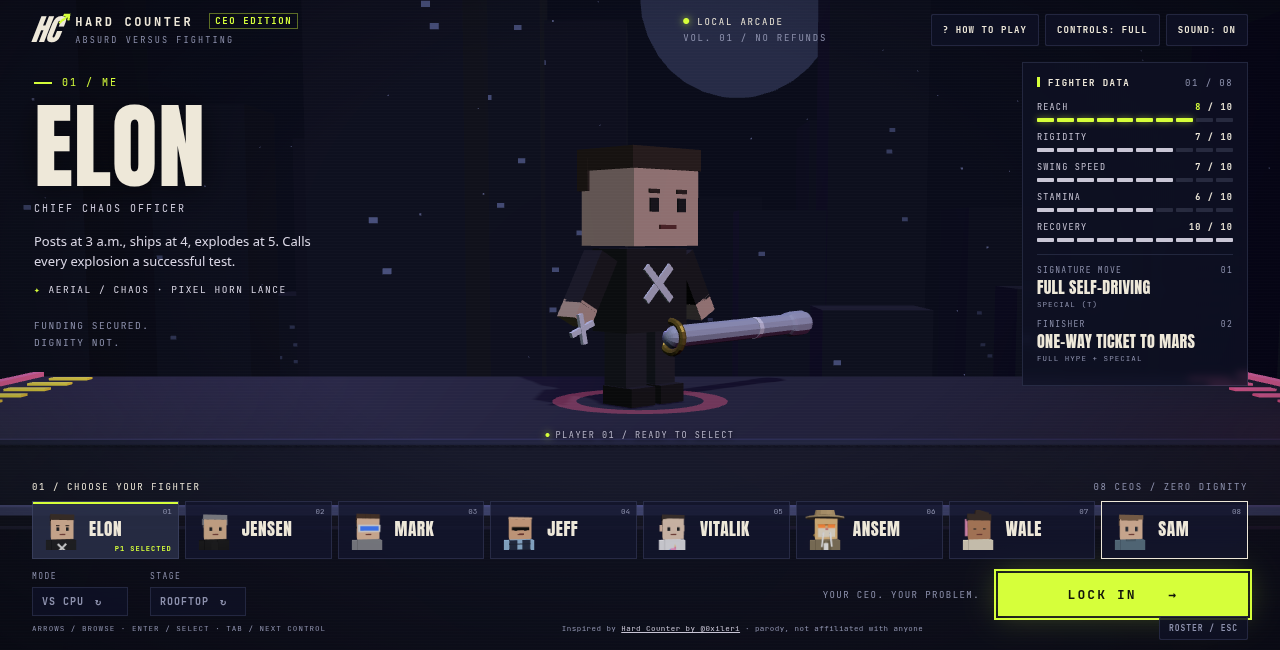 HC HARD COUNTER CEO EDITION
ABSURD VERSUS FIGHTING
LOCAL ARCADE
VOL. 01 / NO REFUNDS
? HOW TO PLAY
CONTROLS: FULL
SOUND: ON
01 / ME
ELON
CHIEF CHAOS OFFICER
Posts at 3 a.m., ships at 4, explodes at 5. Calls
every explosion a successful test.
✦ AERIAL / CHAOS · PIXEL HORN LANCE
FUNDING SECURED.
DIGNITY NOT.
FIGHTER DATA 01 / 08
REACH 8 / 10
RIGIDITY 7 / 10
SWING SPEED 7 / 10
STAMINA 6 / 10
RECOVERY 10 / 10
SIGNATURE MOVE 01
FULL SELF-DRIVING
SPECIAL (T)
FINISHER 02
ONE-WAY TICKET TO MARS
FULL HYPE + SPECIAL
PLAYER 01 / READY TO SELECT
01 / CHOOSE YOUR FIGHTER
08 CEOS / ZERO DIGNITY
01 ELON P1 SELECTED
02 JENSEN
03 MARK
04 JEFF
05 VITALIK
06 ANSEM
07 WALE
08 SAM
MODE
VS CPU ↻
STAGE
ROOFTOP ↻
YOUR CEO. YOUR PROBLEM.
LOCK IN →
ARROWS / BROWSE · ENTER / SELECT · TAB / NEXT CONTROL
Inspired by Hard Counter by @0xileri · parody, not affiliated with anyone
ROSTER / ESC